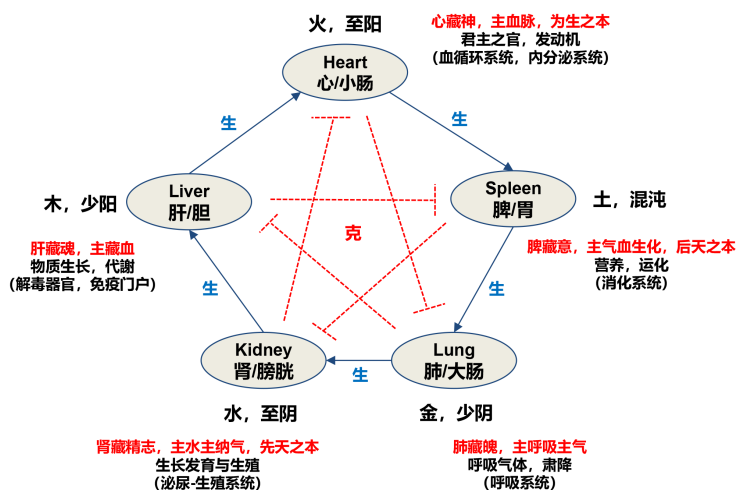 火，至阳
心藏神，主血脉，为生之本
君主之官，发动机
（血循环系统，内分泌系统）
Heart
心/小肠
生
生
Liver
肝/胆
木，少阳
Spleen
脾/胃
土，混沌
克
肝藏魂，主藏血
物质生长，代謝
（解毒器官，免疫门户）
脾藏意，主气血生化，后天之本
营养，运化
（消化系统）
生
生
Kidney
肾/膀胱
生
Lung
肺/大肠
水，至阴
金，少阴
肾藏精志，主水主纳气，先天之本
生长发育与生殖
（泌尿-生殖系统）
肺藏魄，主呼吸主气
呼吸气体，肃降
（呼吸系统）